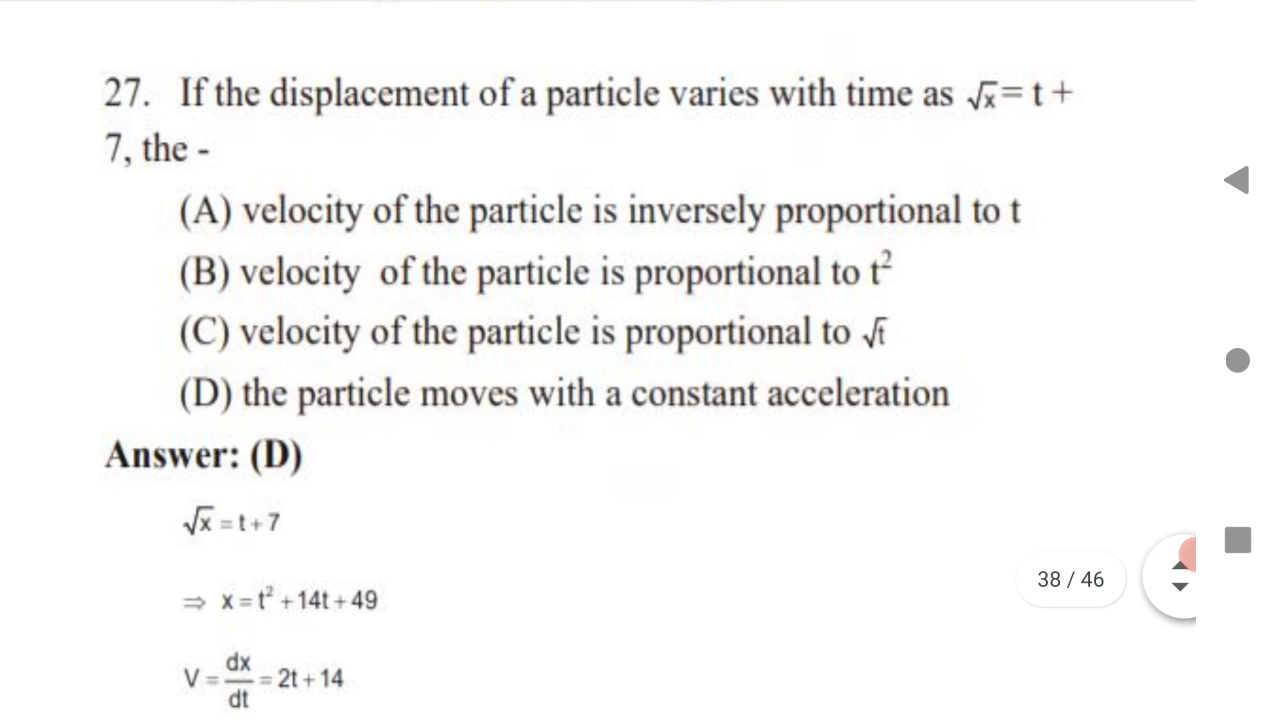 27. If the displacement of a particle varies with time as √x = t +
7, the -
(A) velocity of the particle is inversely proportional to t
(B) velocity of the particle is proportional to t²
(C) velocity of the particle is proportional to √t
(D) the particle moves with a constant acceleration
Answer: (D)
√x = t + 7
⇒ x = t² + 14t + 49
V = dx/dt = 2t + 14
38 / 46